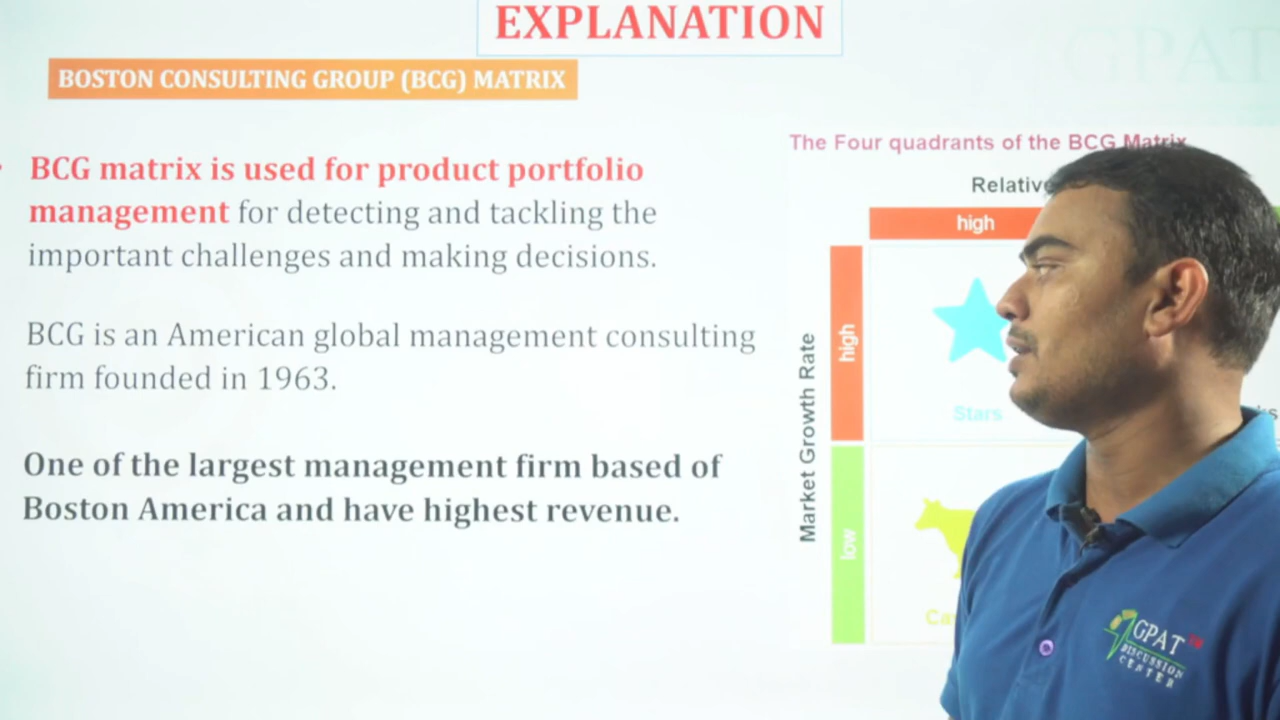 EXPLANATION
GPAT
BOSTON CONSULTING GROUP (BCG) MATRIX
BCG matrix is used for product portfolio
management for detecting and tackling the
important challenges and making decisions.
BCG is an American global management consulting
firm founded in 1963.
One of the largest management firm based of
Boston America and have highest revenue.
The Four quadrants of the BCG Matrix
Relative
high
Market Growth Rate
high
Stars
low
GPAT
DISCUSSION
CENTER